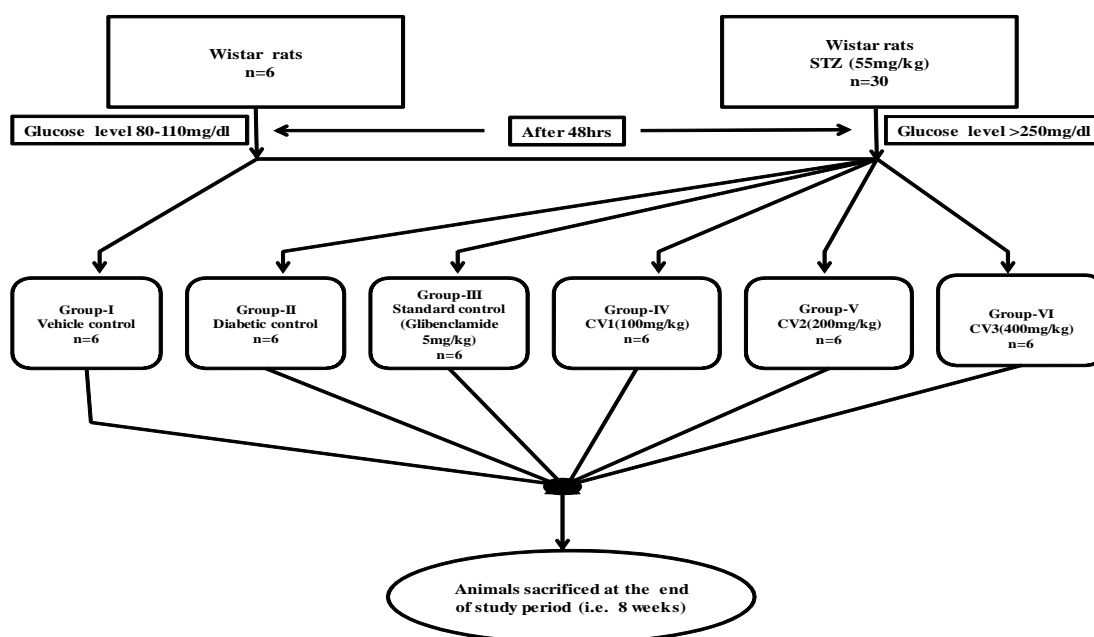 Wistar rats
n=6
Wistar rats
STZ (55mg/kg)
n=30
Glucose level 80-110mg/dl
After 48hrs
Glucose level >250mg/dl
Group-I
Vehicle control
n=6
Group-II
Diabetic control
n=6
Group-III
Standard control
(Glibenclamide
5mg/kg)
n=6
Group-IV
CV1(100mg/kg)
n=6
Group-V
CV2(200mg/kg)
n=6
Group-VI
CV3(400mg/kg)
n=6
Animals sacrificed at the end
of study period (i.e. 8 weeks)